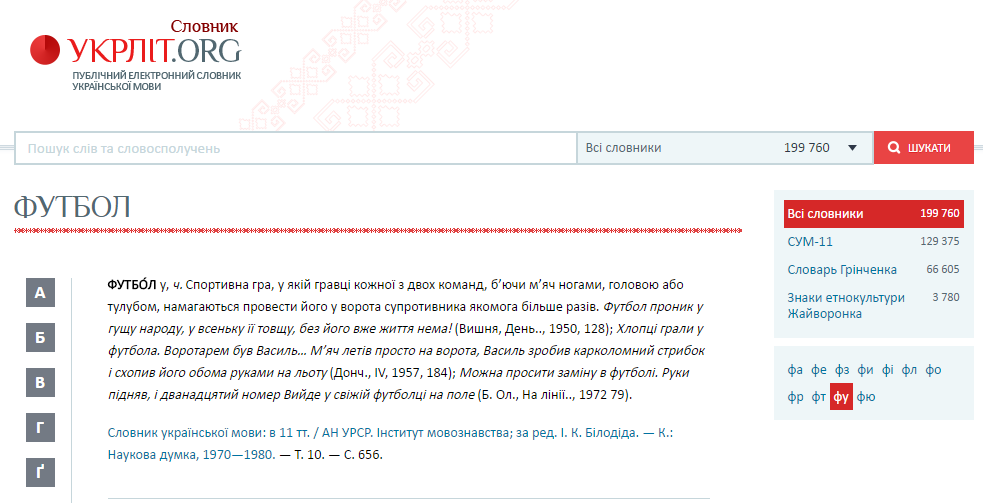 Словник
УКРЛІТ.ORG
ПУБЛІЧНИЙ ЕЛЕКТРОННИЙ СЛОВНИК
УКРАЇНСЬКОЇ МОВИ
Пошук слів та словосполучень
Всі словники 199 760
ШУКАТИ
ФУТБОЛ
А
Б
В
Г
Ґ
ФУТБО́Л у, ч. Спортивна гра, у якій гравці кожної з двох команд, б’ючи м’яч ногами, головою або
тулубом, намагаються провести його у ворота супротивника якомога більше разів. Футбол проник у
гущу народу, у всеньку її товщу, без його вже життя нема! (Вишня, День.., 1950, 128); Хлопці грали у
футбола. Воротарем був Василь... М’яч летів просто на ворота, Василь зробив карколомний стрибок
і схопив його обома руками на льоту (Донч., IV, 1957, 184); Можна просити заміну в футболі. Руки
підняв, і дванадцятий номер Вийде у свіжій футболці на поле (Б. Ол., На лінії.., 1972 79).
Словник української мови: в 11 тт. / АН УРСР. Інститут мовознавства; за ред. І. К. Білодіда. — К.:
Наукова думка, 1970—1980. — Т. 10. — С. 656.
Всі словники 199 760
СУМ-11 129 375
Словарь Грінченка 66 605
Знаки етнокультури 3 780
Жайворонка
фа фе фз фи фі фл фо
фр фт фу фю